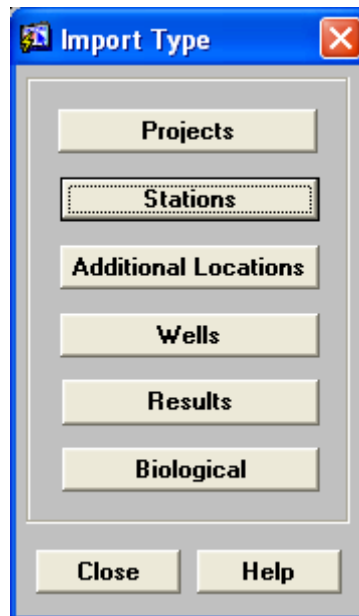 Import Type
Projects
Stations
Additional Locations
Wells
Results
Biological
Close Help